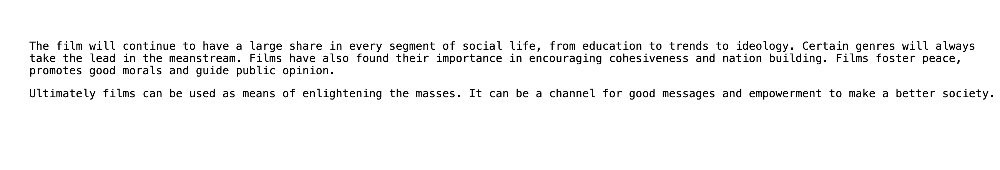 The film will continue to have a large share in every segment of social life, from education to trends to ideology. Certain genres will always
take the lead in the meanstream. Films have also found their importance in encouraging cohesiveness and nation building. Films foster peace,
promotes good morals and guide public opinion.
Ultimately films can be used as means of enlightening the masses. It can be a channel for good messages and empowerment to make a better society.